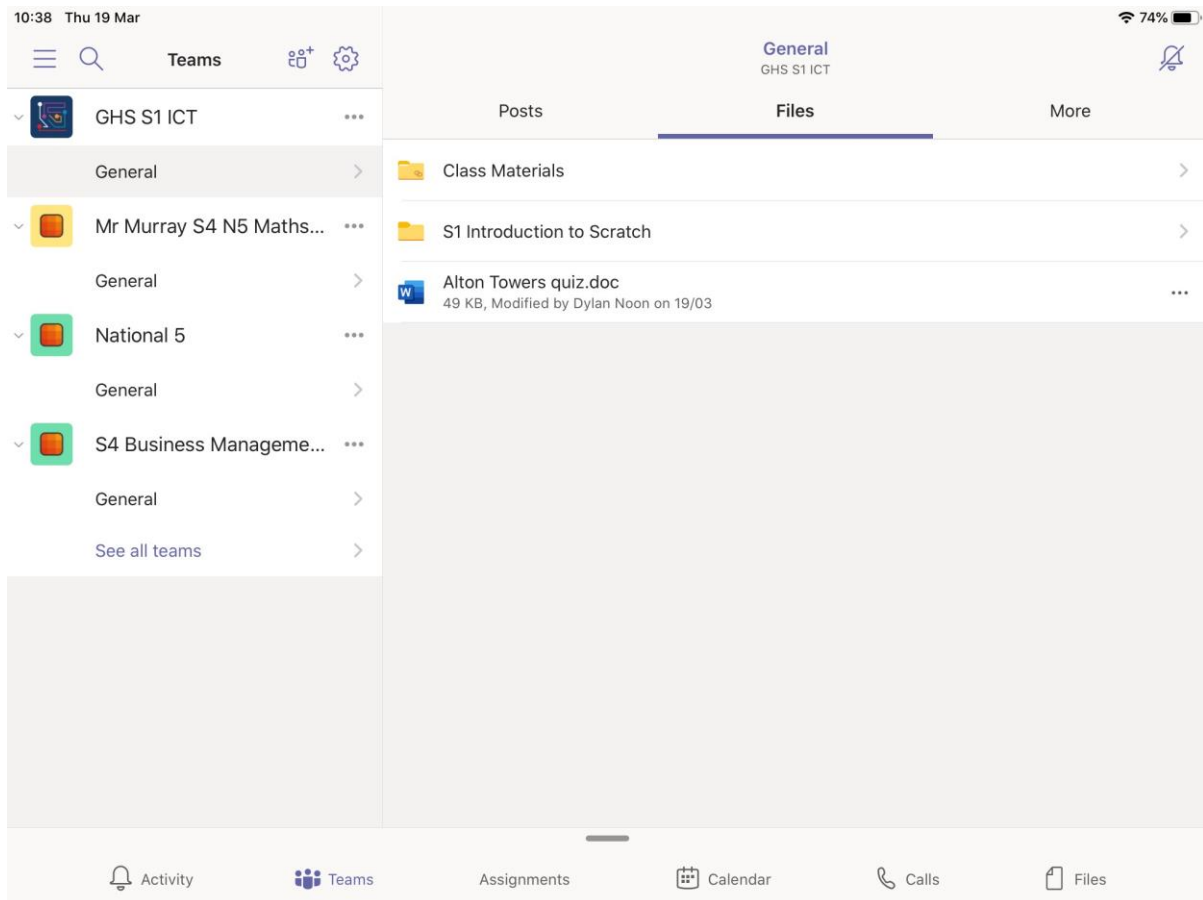 10:38 Thu 19 Mar
74%
Teams
GHS S1 ICT
General
Mr Murray S4 N5 Maths...
General
National 5
General
S4 Business Manageme...
General
See all teams
General
GHS S1 ICT
Posts Files More
Class Materials
S1 Introduction to Scratch
W
Alton Towers quiz.doc
49 KB, Modified by Dylan Noon on 19/03
Activity Teams Assignments Calendar Calls Files